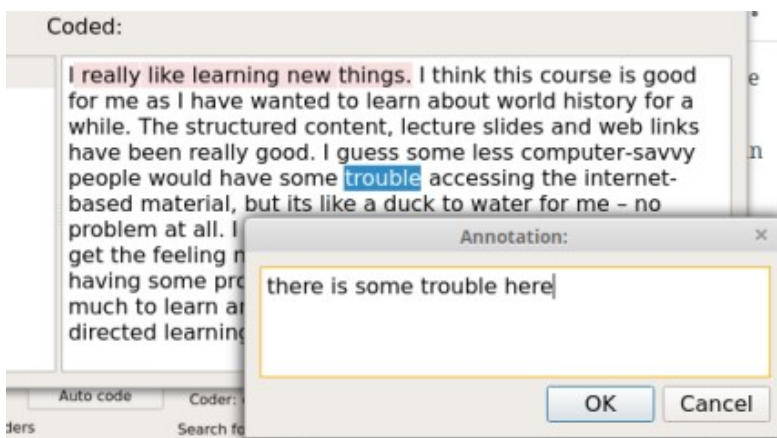 Coded:
I really like learning new things. I think this course is good
for me as I have wanted to learn about world history for a
while. The structured content, lecture slides and web links
have been really good. I guess some less computer-savvy
people would have some trouble accessing the internet-
based material, but its like a duck to water for me – no
problem at all. I
get the feeling
having some
much to learn
directed learning
Annotation:
there is some trouble here
OK
Cancel
Auto code
Coder:
Search